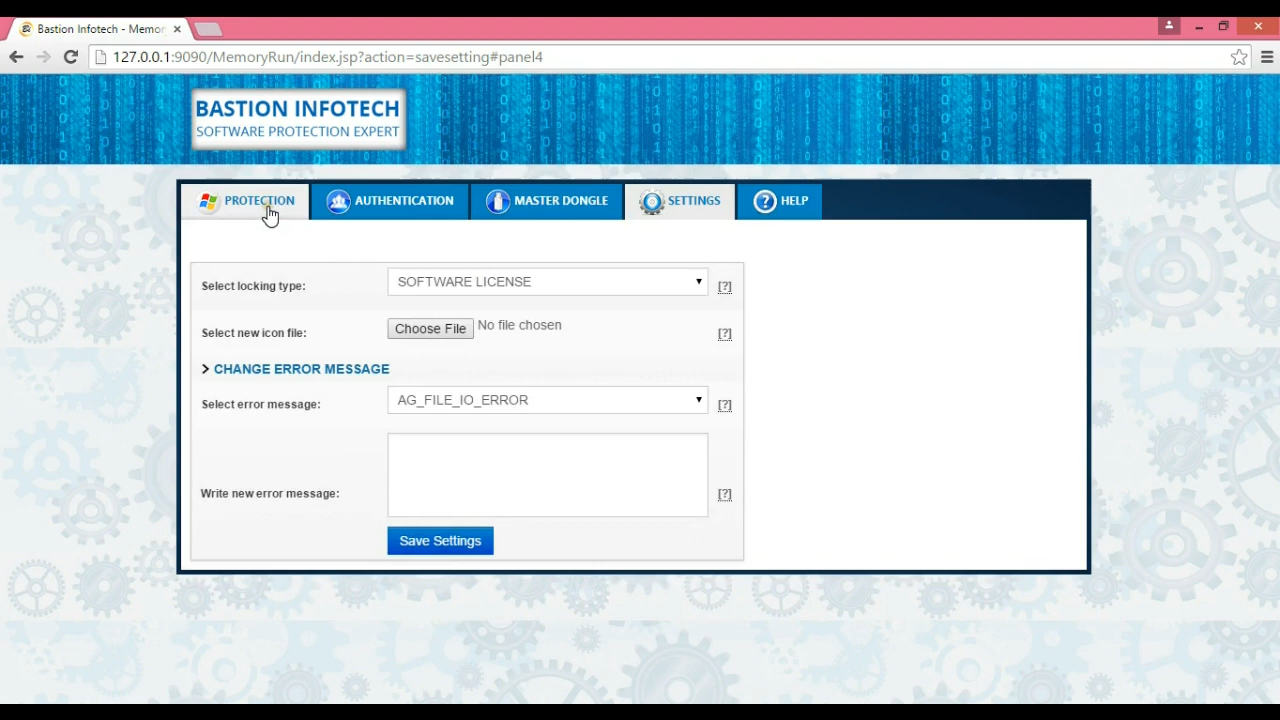 Bastion Infotech - Memor
127.0.0.1:9090/MemoryRun/index.jsp?action=savesetting#panel4
BASTION INFOTECH
SOFTWARE PROTECTION EXPERT
PROTECTION AUTHENTICATION MASTER DONGLE SETTINGS ? HELP
Select locking type: SOFTWARE LICENSE [?]
Select new icon file: Choose File No file chosen [?]
> CHANGE ERROR MESSAGE
Select error message: AG_FILE_IO_ERROR [?]
Write new error message: [?]
Save Settings